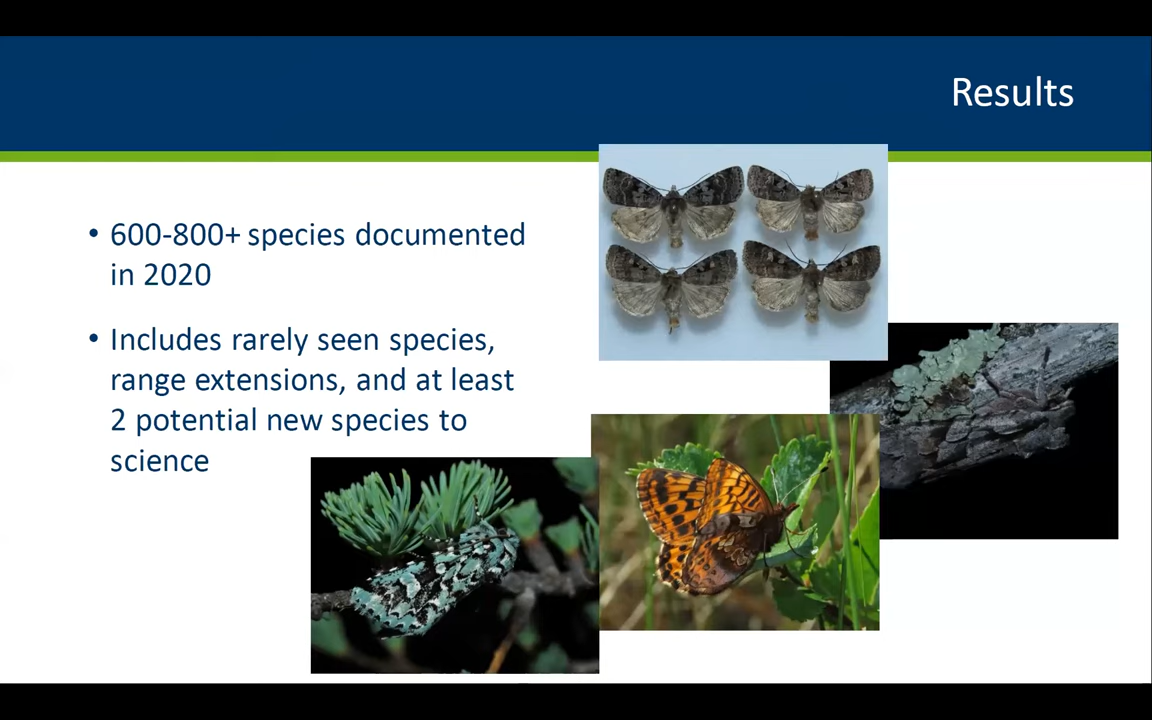 Results
• 600-800+ species documented
in 2020
• Includes rarely seen species,
range extensions, and at least
2 potential new species to
science